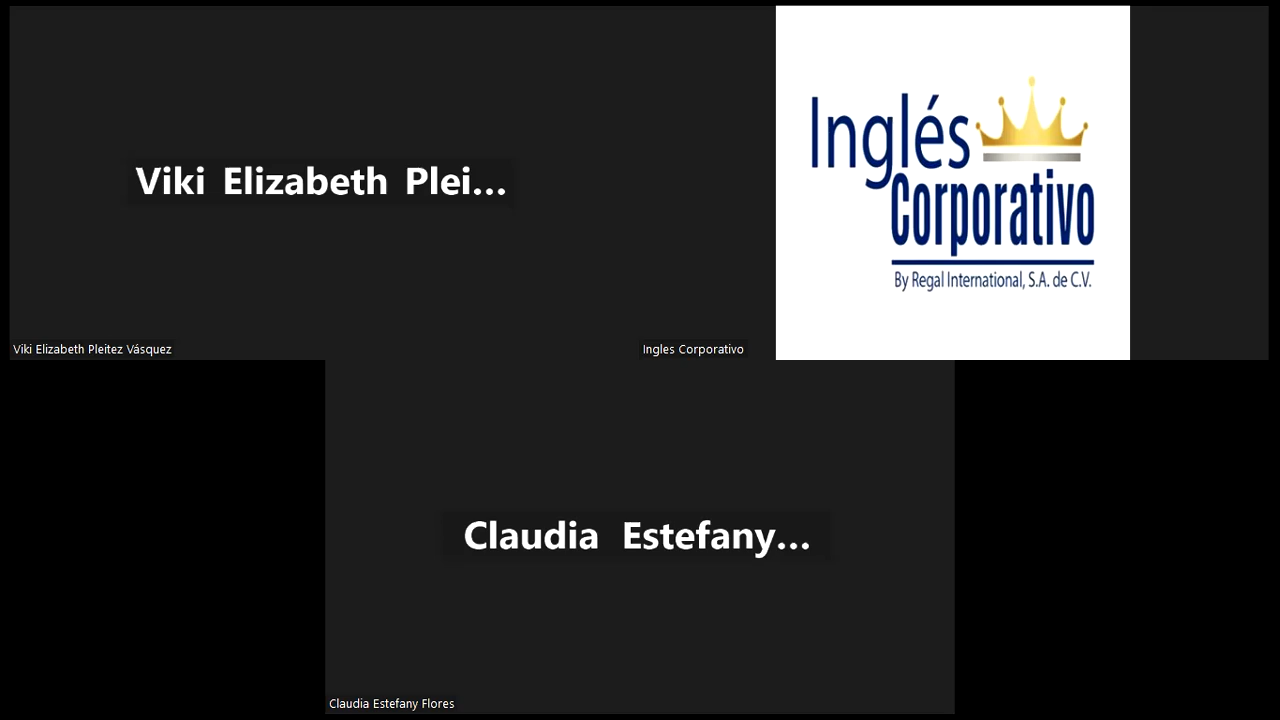 Viki Elizabeth Plei...
Viki Elizabeth Pleitez Vásquez
Inglés
Corporativo
By Regal International, S.A. de C.V.
Ingles Corporativo
Claudia Estefany...
Claudia Estefany Flores